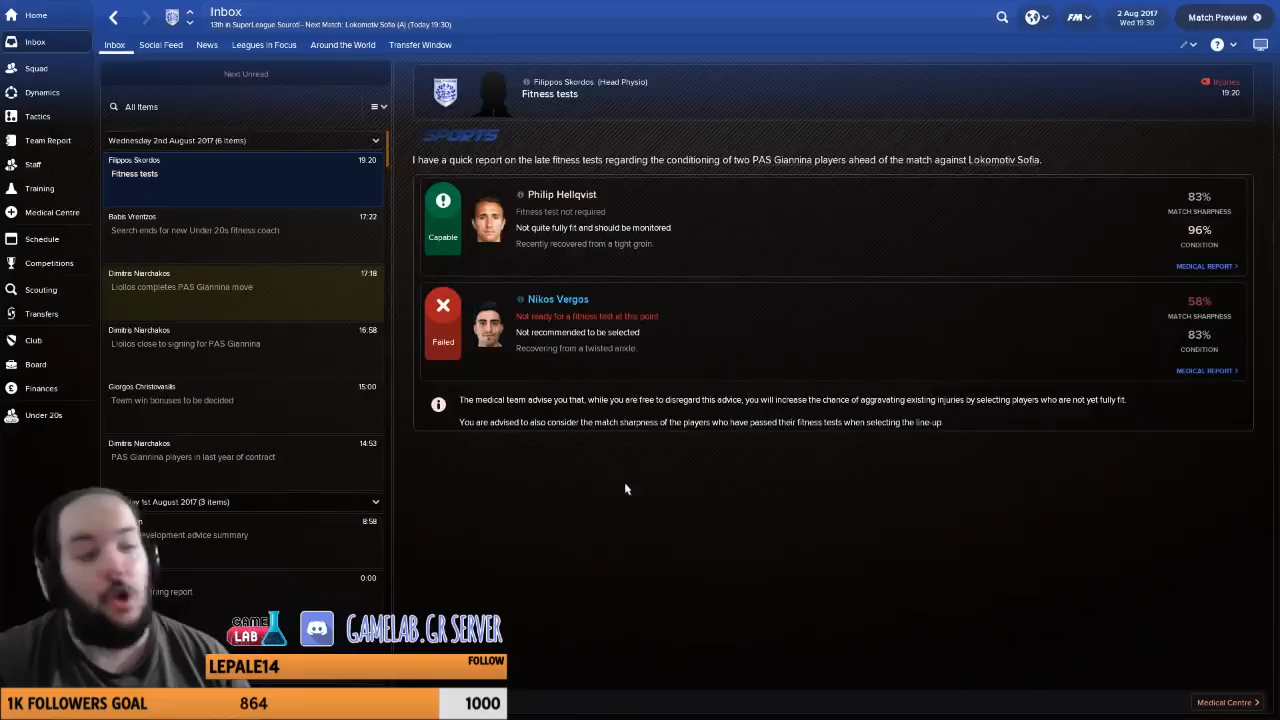 Home
Inbox
Squad
Dynamics
Tactics
Team Report
Staff
Training
Medical Centre
Schedule
Competitions
Scouting
Transfers
Club
Board
Finances
Under 20s
Inbox
13th in SuperLeague Sourotí - Next Match: Lokomotiv Sofia (A) (Today 19:30)
FM
2 Aug 2017
Wed 19:30
Match Preview
Inbox Social Feed News Leagues in Focus Around the World Transfer Window
?
Next Unread
All Items
Wednesday 2nd August 2017 (6 items)
Filippos Skordos 19:20
Fitness tests
Babis Vrentzos 17:22
Search ends for new Under 20s fitness coach
Dimitris Niarchakos 17:18
Liolios completes PAS Giannina move
Dimitris Niarchakos 16:58
Liolios close to signing for PAS Giannina
Giorgos Christovasilis 15:00
Team win bonuses to be decided
Dimitris Niarchakos 14:53
PAS Giannina players in last year of contract
1st August 2017 (3 items)
8:58
development advice summary
0:00
report
Filippos Skordos (Head Physio)
Fitness tests
Injuries
19:20
SPORTS
I have a quick report on the late fitness tests regarding the conditioning of two PAS Giannina players ahead of the match against Lokomotiv Sofia.
Capable
Philip Hellqvist
Fitness test not required
Not quite fully fit and should be monitored
Recently recovered from a tight groin.
83%
MATCH SHARPNESS
96%
CONDITION
MEDICAL REPORT >
Failed
Nikos Vergos
Not ready for a fitness test at this point
Not recommended to be selected
Recovering from a twisted ankle.
58%
MATCH SHARPNESS
83%
CONDITION
MEDICAL REPORT >
The medical team advise you that, while you are free to disregard this advice, you will increase the chance of aggravating existing injuries by selecting players who are not yet fully fit.
You are advised to also consider the match sharpness of the players who have passed their fitness tests when selecting the line-up.
GAME LAB
GAMELAB.GR SERVER
LEPALE14 FOLLOW
1K FOLLOWERS GOAL 864 1000
Medical Centre >